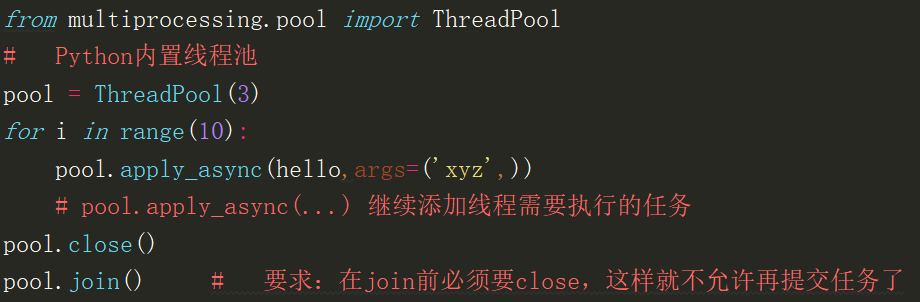 from multiprocessing.pool import ThreadPool
#   Python内置线程池
pool = ThreadPool(3)
for i in range(10):
    pool.apply_async(hello,args=('xyz',))
    # pool.apply_async(...) 继续添加线程需要执行的任务
pool.close()
pool.join()     #   要求：在join前必须要close，这样就不允许再提交任务了